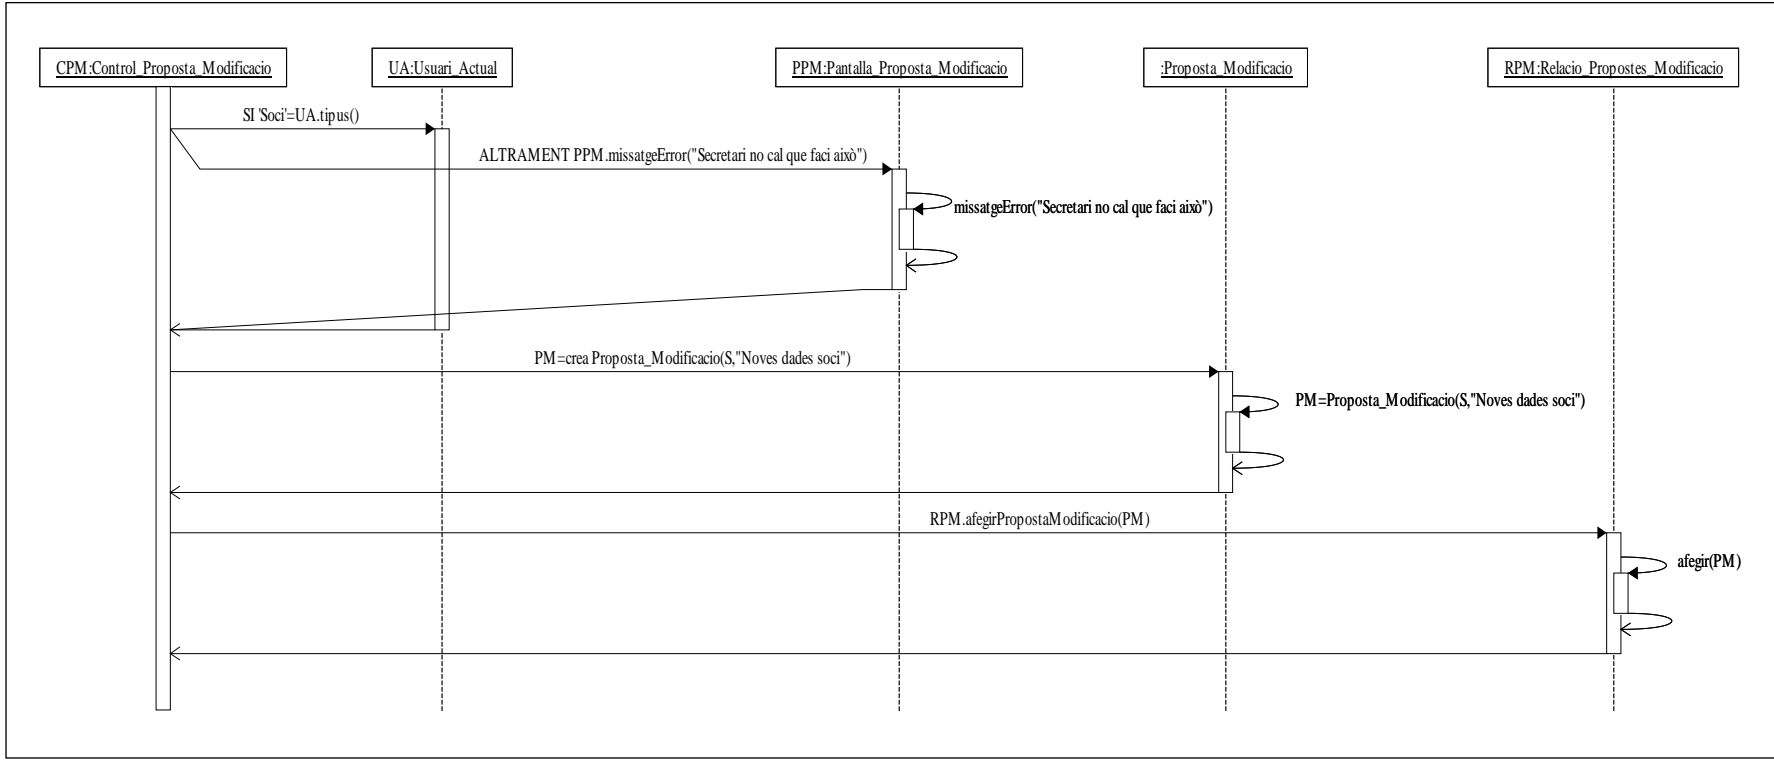 CPM:Control_Proposta_Modificacio
UA:Usuari_Actual
PPM:Pantalla_Proposta_Modificacio
:Proposta_Modificacio
RPM:Relacio_Propostes_Modificacio
SI 'Soci'=UA.tipus()
ALTRAMENT PPM.missatgeError("Secretari no cal que faci això")
missatgeError("Secretari no cal que faci això")
PM=crea Proposta_Modificacio(S,"Noves dades soci")
PM=Proposta_Modificacio(S,"Noves dades soci")
RPM.afegirPropostaModificacio(PM)
afegir(PM)